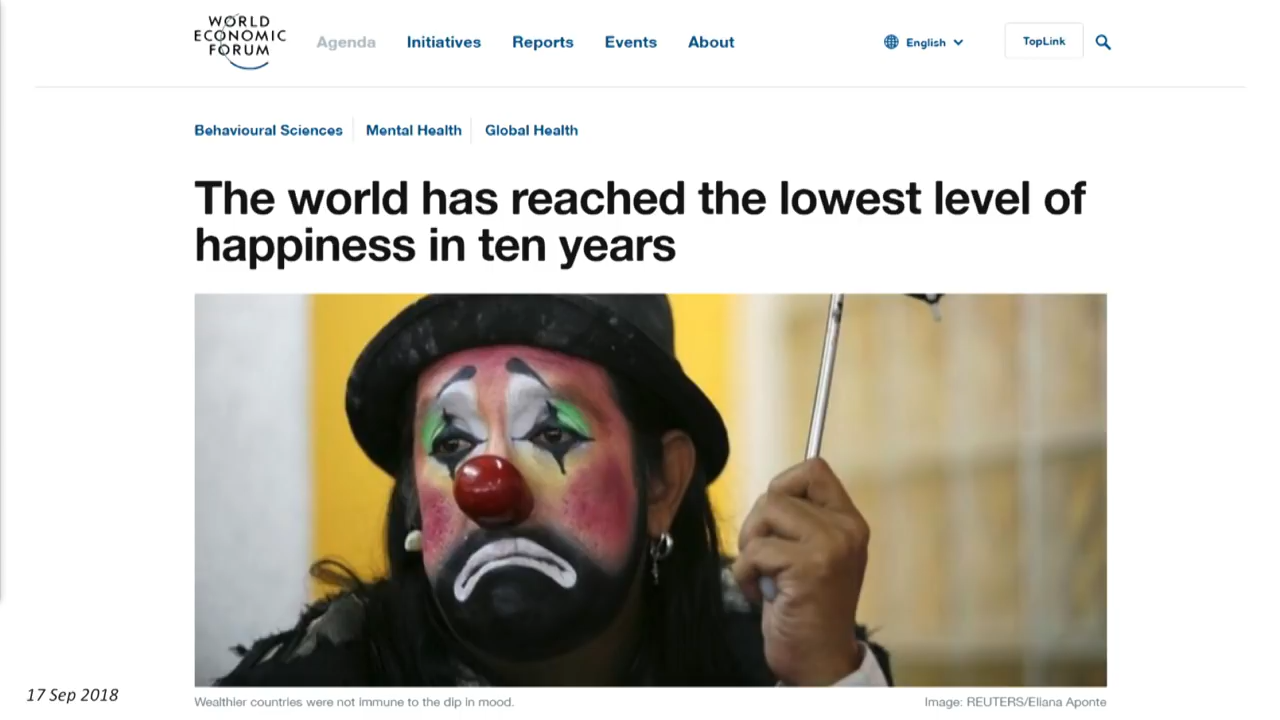 WORLD
ECONOMIC
FORUM
Agenda Initiatives Reports Events About English TopLink
Behavioural Sciences Mental Health Global Health
The world has reached the lowest level of
happiness in ten years
17 Sep 2018
Wealthier countries were not immune to the dip in mood. Image: REUTERS/Eliana Aponte